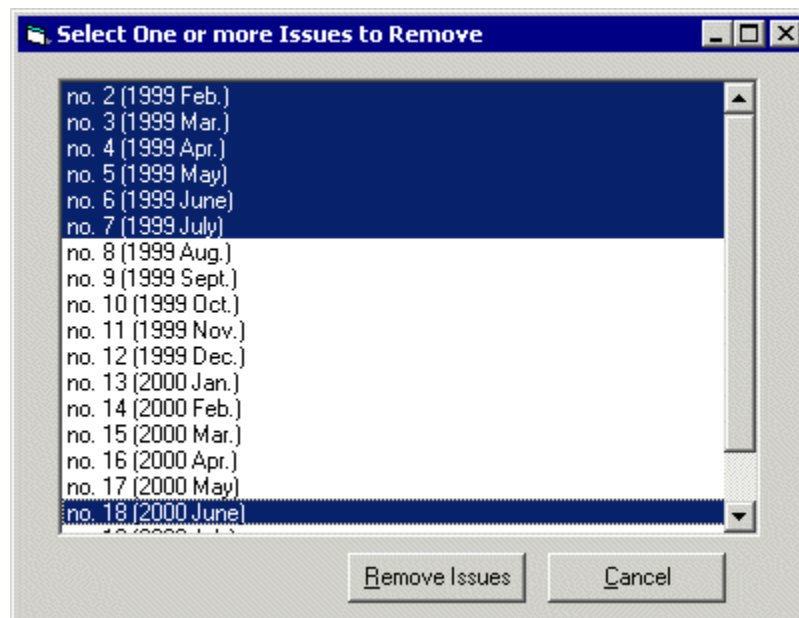 Select One or more Issues to Remove
no. 2 (1999 Feb.)
no. 3 (1999 Mar.)
no. 4 (1999 Apr.)
no. 5 (1999 May)
no. 6 (1999 June)
no. 7 (1999 July)
no. 8 (1999 Aug.)
no. 9 (1999 Sept.)
no. 10 (1999 Oct.)
no. 11 (1999 Nov.)
no. 12 (1999 Dec.)
no. 13 (2000 Jan.)
no. 14 (2000 Feb.)
no. 15 (2000 Mar.)
no. 16 (2000 Apr.)
no. 17 (2000 May)
no. 18 (2000 June)
Remove Issues Cancel